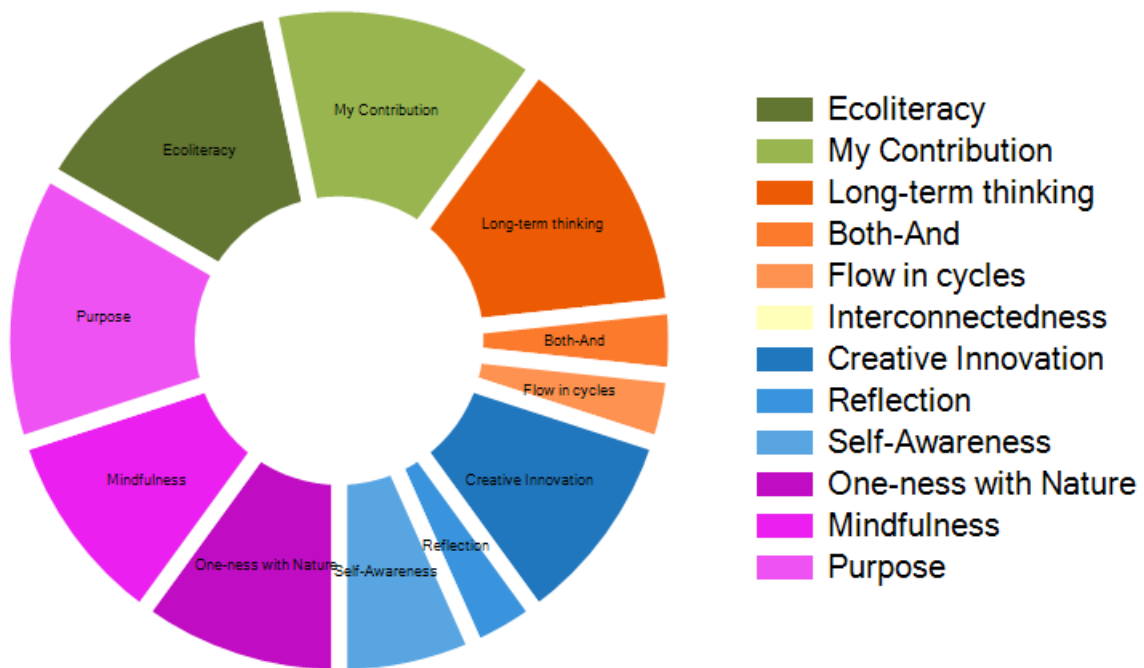 My Contribution
Ecoliteracy
Long-term thinking
Purpose
Both-And
Flow in cycles
Mindfulness
Creative Innovation
Reflection
One-ness with Nature
Self-Awareness
Ecoliteracy
My Contribution
Long-term thinking
Both-And
Flow in cycles
Interconnectedness
Creative Innovation
Reflection
Self-Awareness
One-ness with Nature
Mindfulness
Purpose